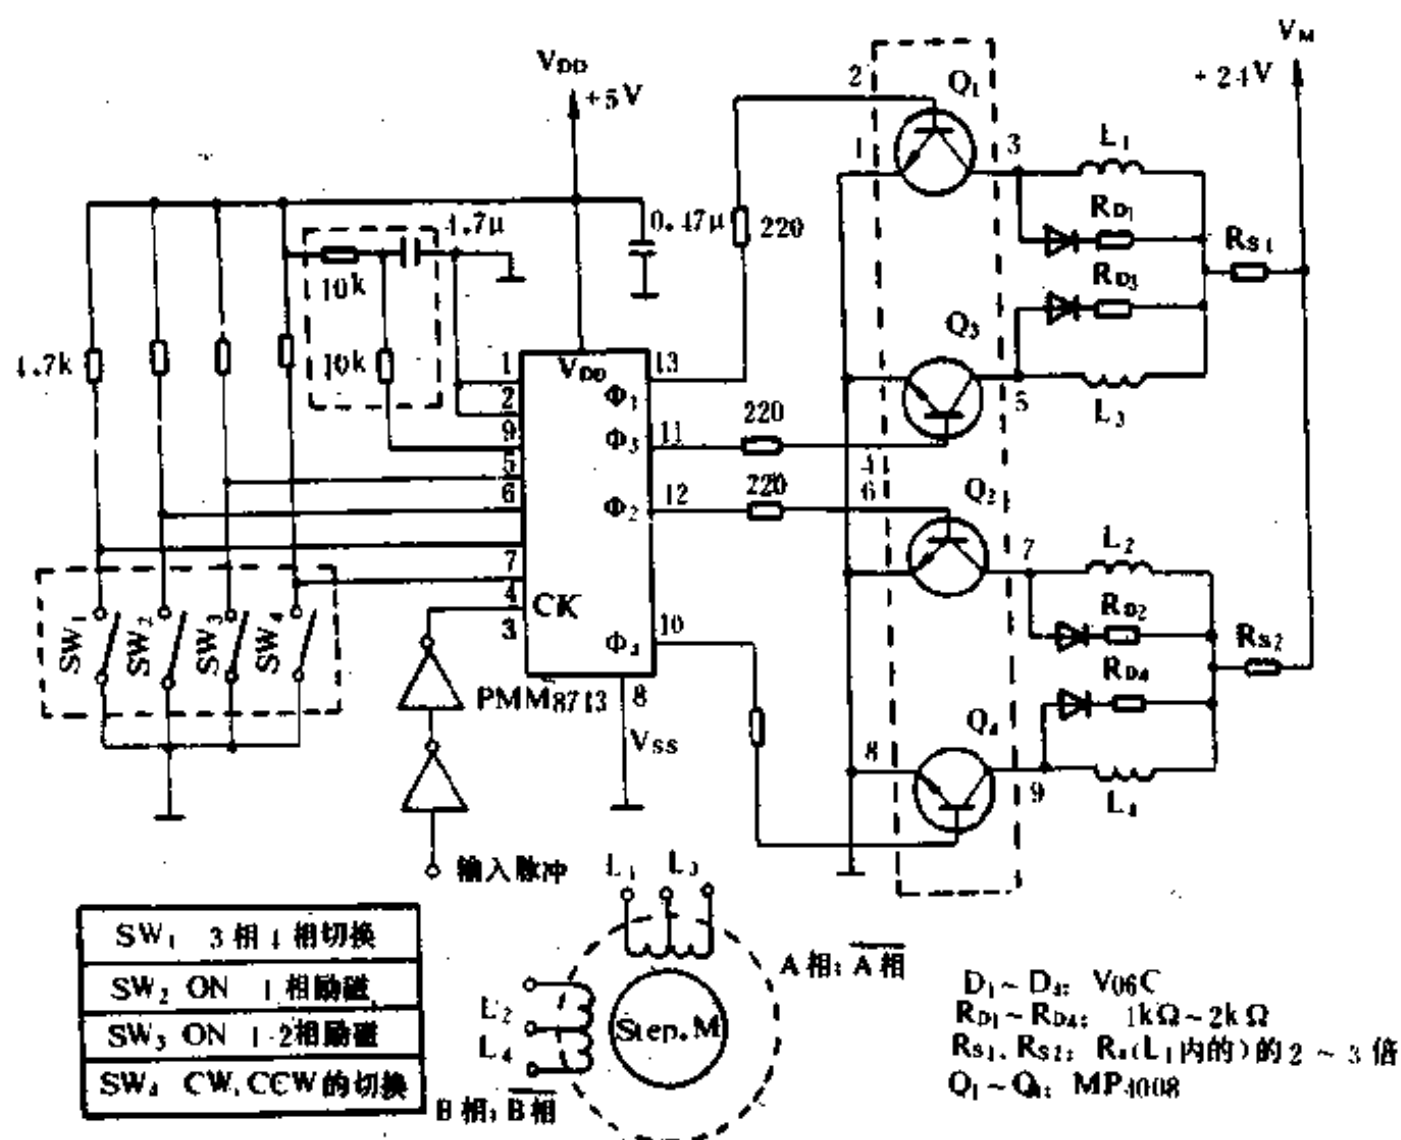 VM
+24V
VDD
+5V
2
Q1
1
3
L1
RD1
4.7μ
0.47μ
220
RS1
10k
RD3
Q3
4.7k
10k
1
VDD
13
2
Φ1
5
L3
9
Φ3
11
220
5
4
6
Φ2
12
220
6
Q2
7
7
L2
4
CK
RD2
3
Φ4
10
RS2
SW1
SW2
SW3
SW4
RD4
PMM8713
8
Q4
VSS
8
9
L4
输入脉冲
L1
L3
SW1 3相4相切换
SW2 ON 1相励磁
SW3 ON 1-2相励磁
SW4 CW,CCW的切换
A相;A相
L2
L4
Step.M
B相;B相
D1~D4: V06C
RD1~RD4: 1kΩ~2kΩ
RS1、RS2: Ra(L1内的)的2~3倍
Q1~Q4: MP4008